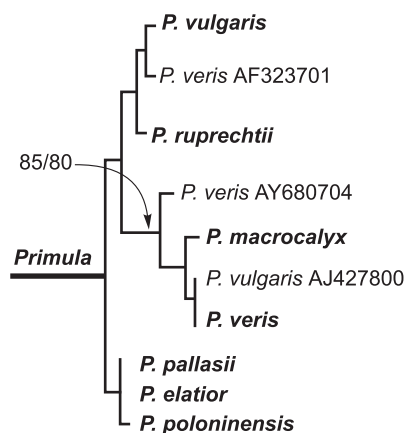 P. vulgaris
P. veris AF323701
P. ruprechtii
85/80
P. veris AY680704
P. macrocalyx
Primula
P. vulgaris AJ427800
P. veris
P. pallasii
P. elatior
P. poloninensis